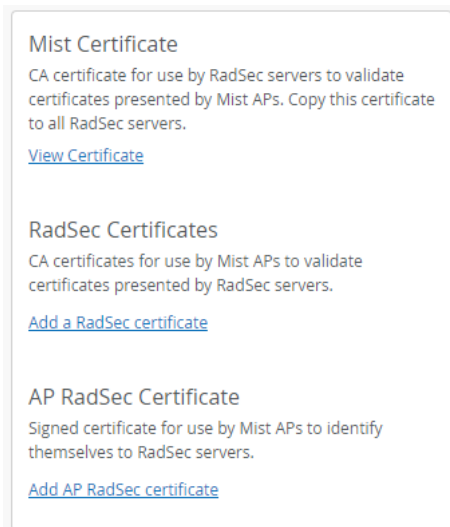 Mist Certificate
CA certificate for use by RadSec servers to validate
certificates presented by Mist APs. Copy this certificate
to all RadSec servers.
View Certificate
RadSec Certificates
CA certificates for use by Mist APs to validate
certificates presented by RadSec servers.
Add a RadSec certificate
AP RadSec Certificate
Signed certificate for use by Mist APs to identify
themselves to RadSec servers.
Add AP RadSec certificate